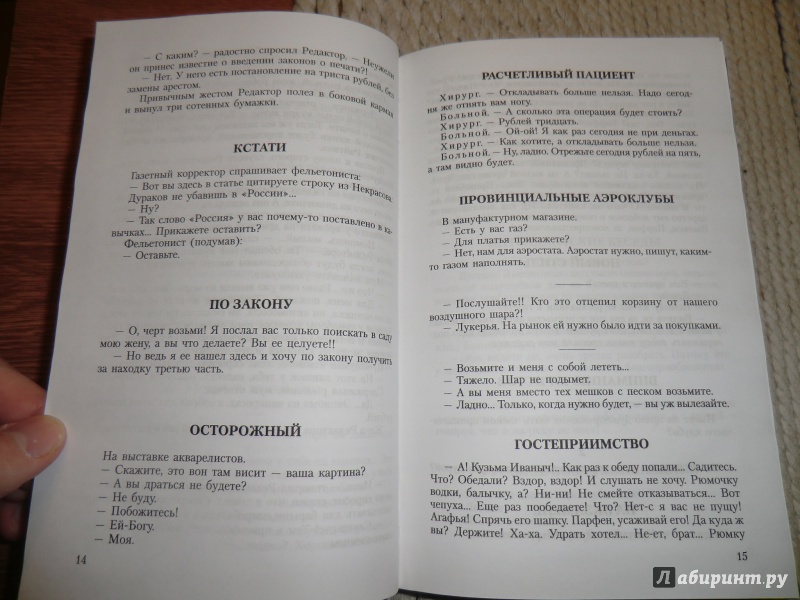 — С каким? — радостно спросил Редактор. — Неужели
он принес известие о введении законов о печати?!
— Нет. У него есть постановление на триста рублей, без
замены арестом.
Привычным жестом Редактор полез в боковой карман
и вынул три сотенных бумажки.
КСТАТИ
Газетный корректор спрашивает фельетониста:
— Вот вы здесь в статье цитируете строку из Некрасова:
Дураков не убавишь в «России»...
— Ну?
— Так слово «Россия» у вас почему-то поставлено в ка-
вычках... Прикажете оставить?
Фельетонист (подумав):
— Оставьте.
ПО ЗАКОНУ
— О, черт возьми! Я послал вас только поискать в саду
мою жену, а вы что делаете? Вы ее целуете!!
— Но ведь я ее нашел здесь и хочу по закону получить
за находку третью часть.
ОСТОРОЖНЫЙ
На выставке акварелистов.
— Скажите, это вон там висит — ваша картина?
— А вы драться не будете?
— Не буду.
— Побожитесь!
— Ей-Богу.
— Моя.
14
РАСЧЕТЛИВЫЙ ПАЦИЕНТ
Хирург. — Откладывать больше нельзя. Надо сегод-
ня же отнять вам ногу.
Больной. — А сколько эта операция будет стоить?
Хирург. — Рублей тридцать.
Больной. — Ой-ой! Я как раз сегодня не при деньгах.
Хирург. — Как хотите, а откладывать больше нельзя.
Больной. — Ну, ладно. Отрежьте сегодня рублей на пять,
а там видно будет.
ПРОВИНЦИАЛЬНЫЕ АЭРОКЛУБЫ
В мануфактурном магазине.
— Есть у вас газ?
— Для платья прикажете?
— Нет, нам для аэростата. Аэростат нужно, пишут, каким-
то газом наполнять.
— Послушайте!! Кто это отцепил корзину от нашего
воздушного шара?!
— Лукерья. На рынок ей нужно было идти за покупками.
— Возьмите и меня с собой лететь...
— Тяжело. Шар не подымет.
— А вы меня вместо тех мешков с песком возьмите.
— Ладно... Только, когда нужно будет, — вы уж вылезайте.
ГОСТЕПРИИМСТВО
— А! Кузьма Иваныч!.. Как раз к обеду попали... Садитесь.
Что? Обедали? Вздор, вздор! И слушать не хочу. Рюмочку
водки, балычку, а? Ни-ни! Не смейте отказываться... Вот
чепуха... Еще раз пообедаете! Что? Нет-с я вас не пущу!
Агафья! Спрячь его шапку. Парфен, усаживай его! Да куда ж
вы? Держите! Ха-ха. Удрать хотел... Не-ет, брат... Рюмку
15
Лабиринт.ру